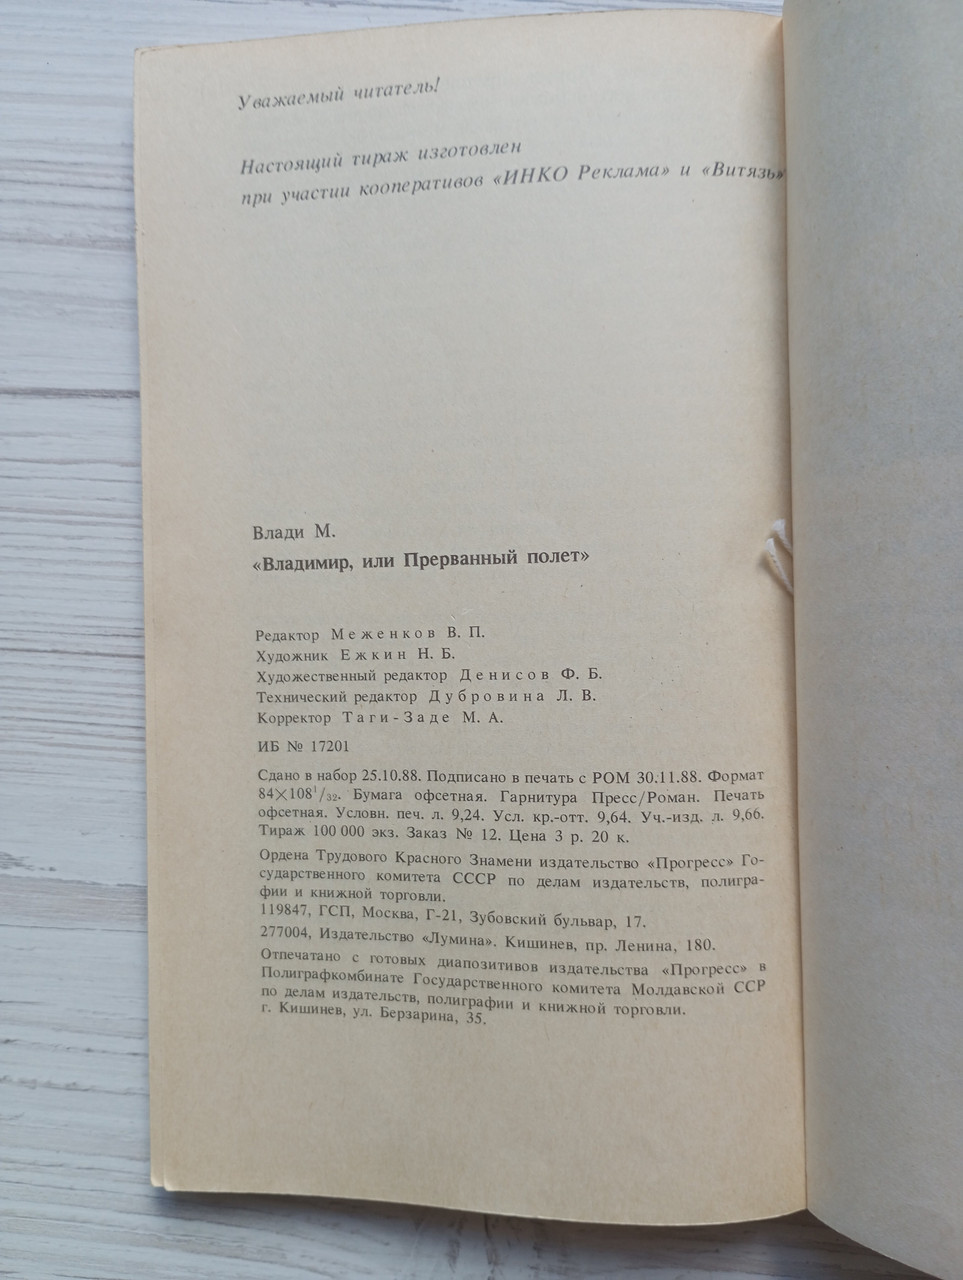 Уважаемый читатель!
Настоящий тираж изготовлен
при участии кооперативов «ИНКО Реклама» и «Витязь»
Влади М.
«Владимир, или Прерванный полет»
Редактор Меженков В. П.
Художник Ежкин Н. Б.
Художественный редактор Денисов Ф. Б.
Технический редактор Дубровина Л. В.
Корректор Таги-Заде М. А.
ИБ № 17201
Сдано в набор 25.10.88. Подписано в печать с РОМ 30.11.88. Формат
84×108¹/₃₂. Бумага офсетная. Гарнитура Пресс/Роман. Печать
офсетная. Условн. печ. л. 9,24. Усл. кр.-отт. 9,64. Уч.-изд. л. 9,66.
Тираж 100 000 экз. Заказ № 12. Цена 3 р. 20 к.
Ордена Трудового Красного Знамени издательство «Прогресс» Го-
сударственного комитета СССР по делам издательств, полигра-
фии и книжной торговли.
119847, ГСП, Москва, Г-21, Зубовский бульвар, 17.
277004, Издательство «Лумина». Кишинев, пр. Ленина, 180.
Отпечатано с готовых диапозитивов издательства «Прогресс» в
Полиграфкомбинате Государственного комитета Молдавской ССР
по делам издательств, полиграфии и книжной торговли.
г. Кишинев, ул. Берзарина, 35.